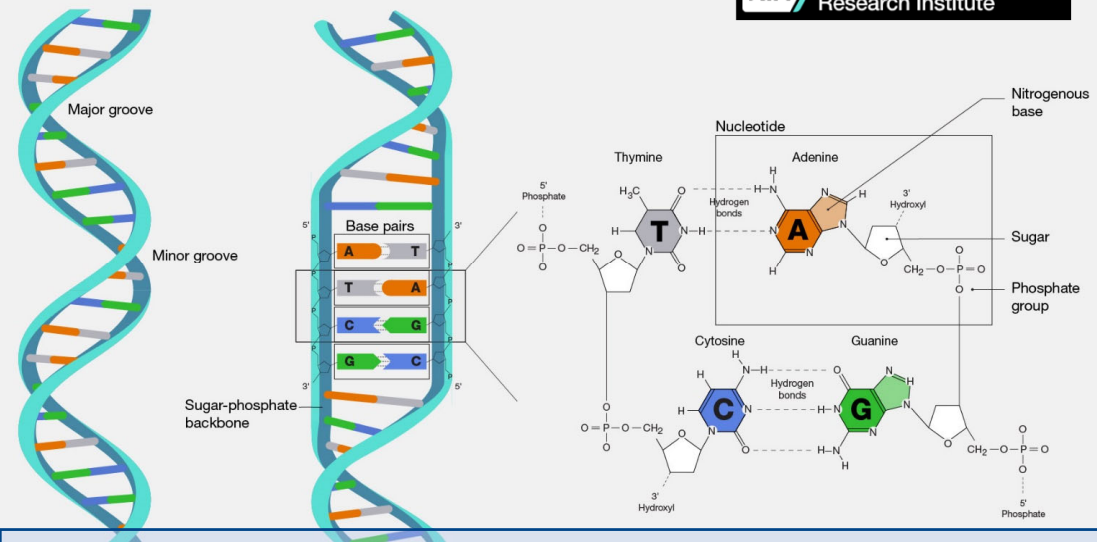 Research Institute
Major groove
Minor groove
Sugar-phosphate
backbone
5'
3'
Base pairs
P
P
A T
T A
P
P
C G
P
P
G C
P
P
3'
5'
Nucleotide
Nitrogenous
base
Thymine
Adenine
5'
Phosphate
O
O=P-O-CH₂
O
O
H₃C
H
T
N-H
N
O
O
Hydrogen
bonds
H
H-N
N
A
N
H
N
H
N
3'
Hydroxyl
O
Sugar
CH₂-O-P=O
O
O
Phosphate
group
Cytosine
Guanine
H
N-H
H
H
C
N
N
O
Hydrogen
bonds
O
H-N
G
N
H-N
H
N
H
N
O
O=P-O-CH₂
O
O
3'
Hydroxyl
O
CH₂-O-P=O
O
O
5'
Phosphate